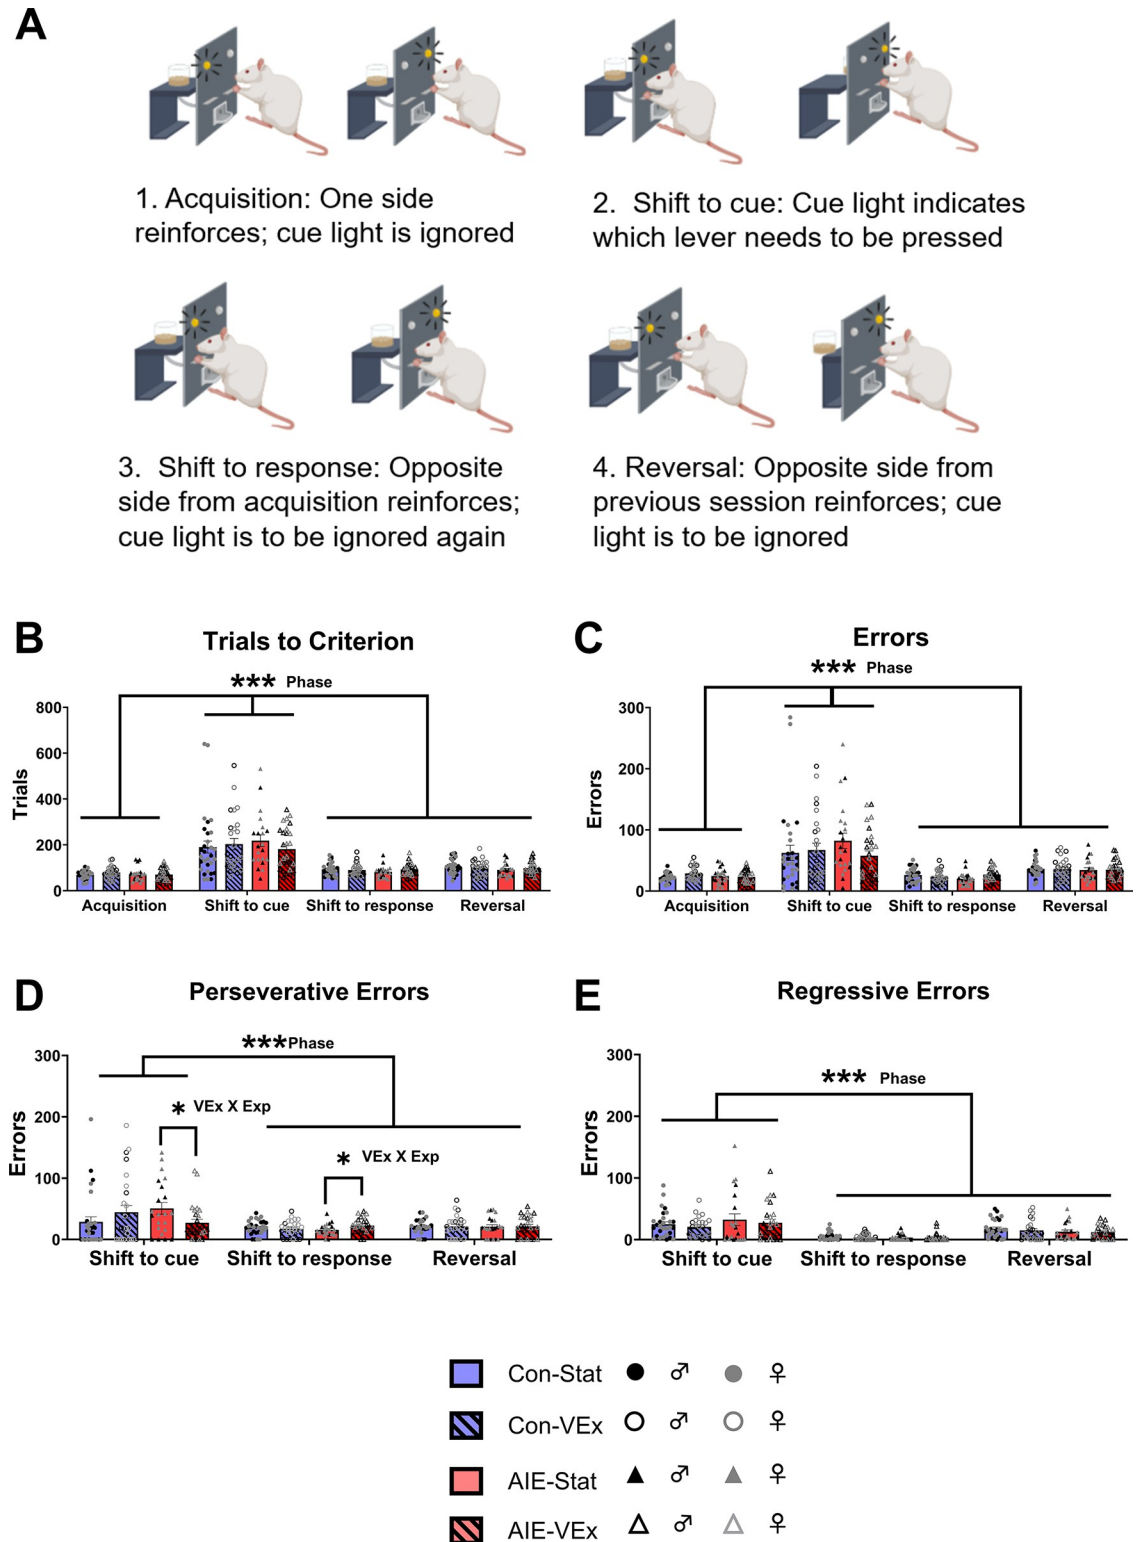 A
1. Acquisition: One side
reinforces; cue light is ignored
2. Shift to cue: Cue light indicates
which lever needs to be pressed
3. Shift to response: Opposite
side from acquisition reinforces;
cue light is to be ignored again
4. Reversal: Opposite side from
previous session reinforces; cue
light is to be ignored
B
Trials to Criterion
*** Phase
Trials
800
600
400
200
0
Acquisition Shift to cue Shift to response Reversal
C
Errors
*** Phase
Errors
300
200
100
0
Acquisition Shift to cue Shift to response Reversal
D
Perseverative Errors
***Phase
* VEx X Exp
* VEx X Exp
Errors
300
200
100
0
Shift to cue Shift to response Reversal
E
Regressive Errors
*** Phase
Errors
300
200
100
0
Shift to cue Shift to response Reversal
Con-Stat ♂ ♀
Con-VEx ♂ ♀
AIE-Stat ♂ ♀
AIE-VEx ♂ ♀